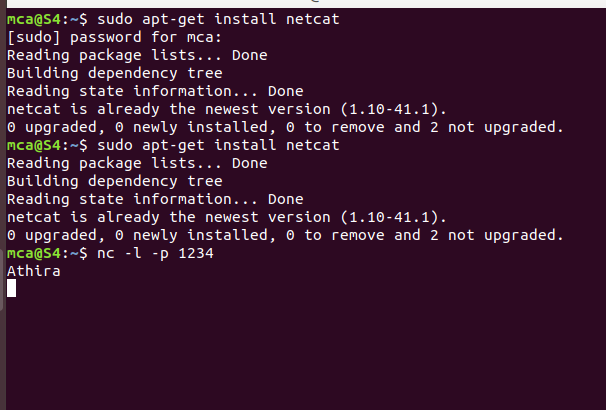 mca@S4:~$ sudo apt-get install netcat
[sudo] password for mca:
Reading package lists... Done
Building dependency tree
Reading state information... Done
netcat is already the newest version (1.10-41.1).
0 upgraded, 0 newly installed, 0 to remove and 2 not upgraded.
mca@S4:~$ sudo apt-get install netcat
Reading package lists... Done
Building dependency tree
Reading state information... Done
netcat is already the newest version (1.10-41.1).
0 upgraded, 0 newly installed, 0 to remove and 2 not upgraded.
mca@S4:~$ nc -l -p 1234
Athira